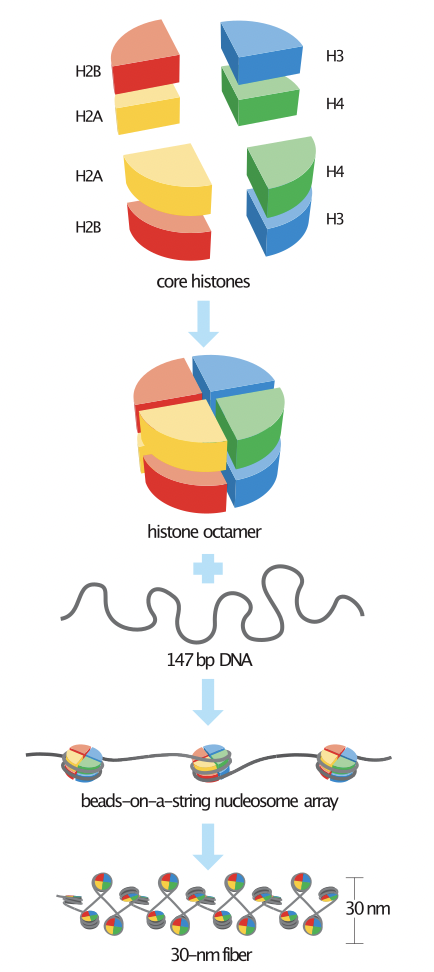 H2B
H3
H2A
H4
H2A
H4
H2B
H3
core histones
histone octamer
147 bp DNA
beads-on-a-string nucleosome array
30 nm
30-nm fiber